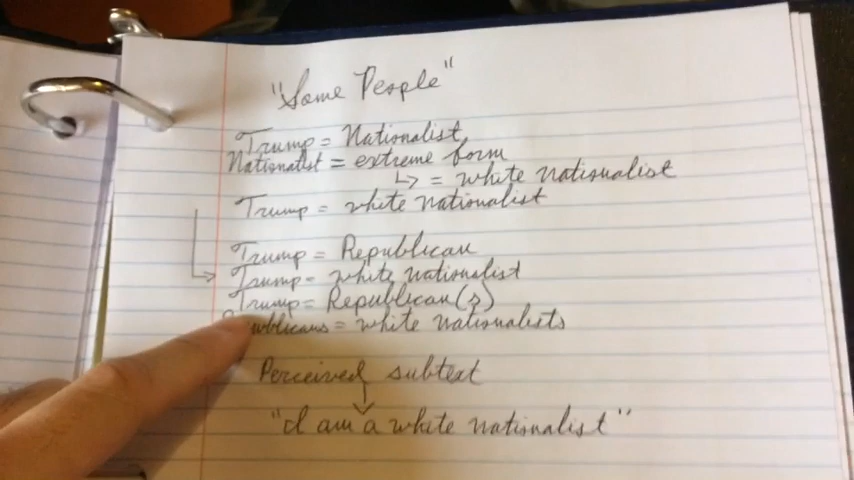 "Some People"
Trump = Nationalist
Nationalist = extreme form
↳ = white nationalist
Trump = white nationalist
Trump = Republican
Trump = white nationalist
Trump = Republican(s)
= white nationalists
Perceived subtext
"I am a white nationalist"